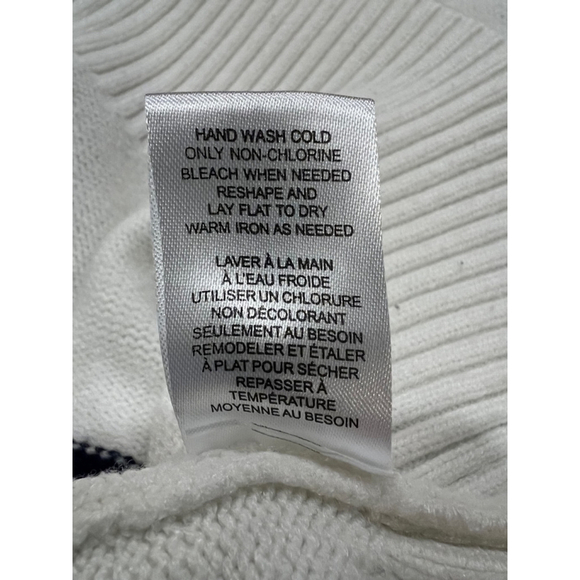 HAND WASH COLD
ONLY NON-CHLORINE
BLEACH WHEN NEEDED
RESHAPE AND
LAY FLAT TO DRY
WARM IRON AS NEEDED
LAVER À LA MAIN
À L'EAU FROIDE
UTILISER UN CHLORURE
NON DÉCOLORANT
SEULEMENT AU BESOIN
REMODELER ET ÉTALER
À PLAT POUR SÉCHER
REPASSER À
TEMPÉRATURE
MOYENNE AU BESOIN